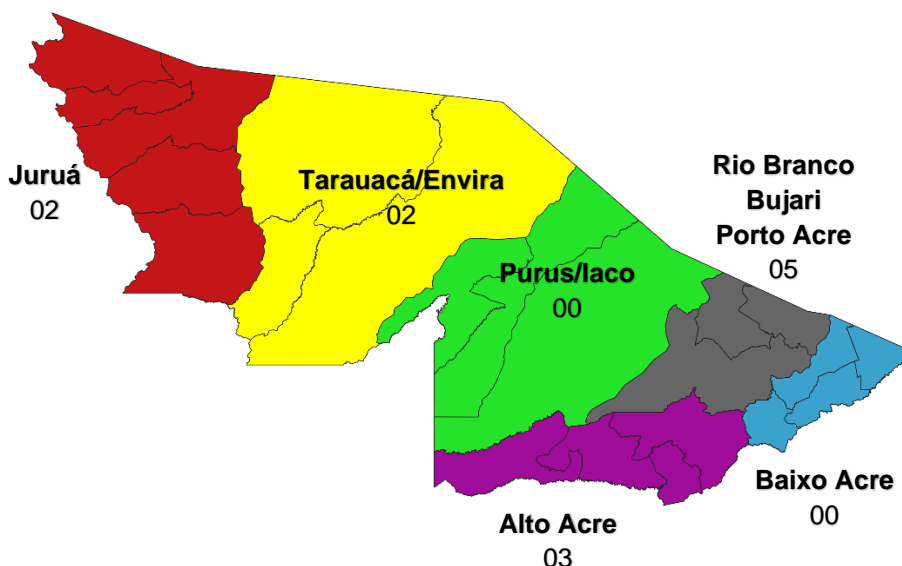 Juruá
02
Tarauacá/Envira
02
Purus/Iaco
00
Rio Branco
Bujari
Porto Acre
05
Baixo Acre
00
Alto Acre
03